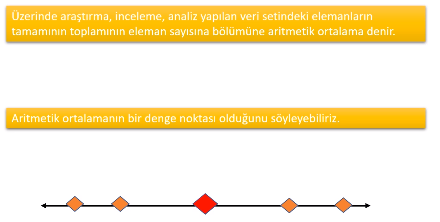 Üzerinde araştırma, inceleme, analiz yapılan veri setindeki elemanların
tamamının toplamının eleman sayısına bölümüne aritmetik ortalama denir.
Aritmetik ortalamanın bir denge noktası olduğunu söyleyebiliriz.